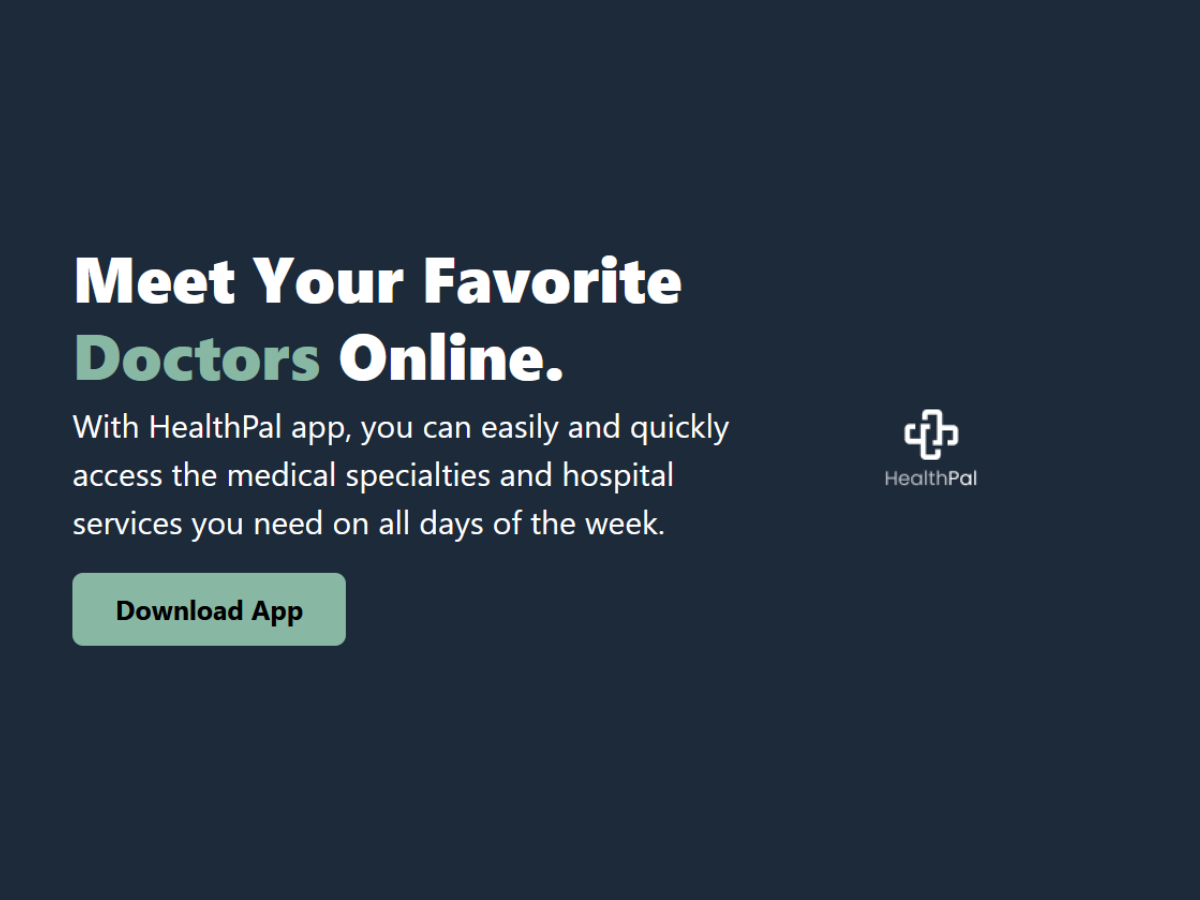 Meet Your Favorite
Doctors Online.
With HealthPal app, you can easily and quickly
access the medical specialties and hospital
services you need on all days of the week.
Download App
HealthPal